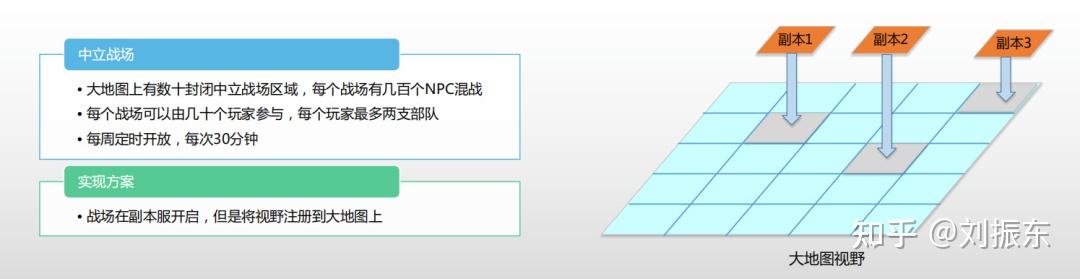 中立战场
• 大地图上有数十封闭中立战场区域，每个战场有几百个NPC混战
• 每个战场可以由几十个玩家参与，每个玩家最多两支部队
• 每周定时开放，每次30分钟
实现方案
• 战场在副本服开启，但是将视野注册到大地图上
副本1
副本2
副本3
大地图视野
知乎 @刘振东